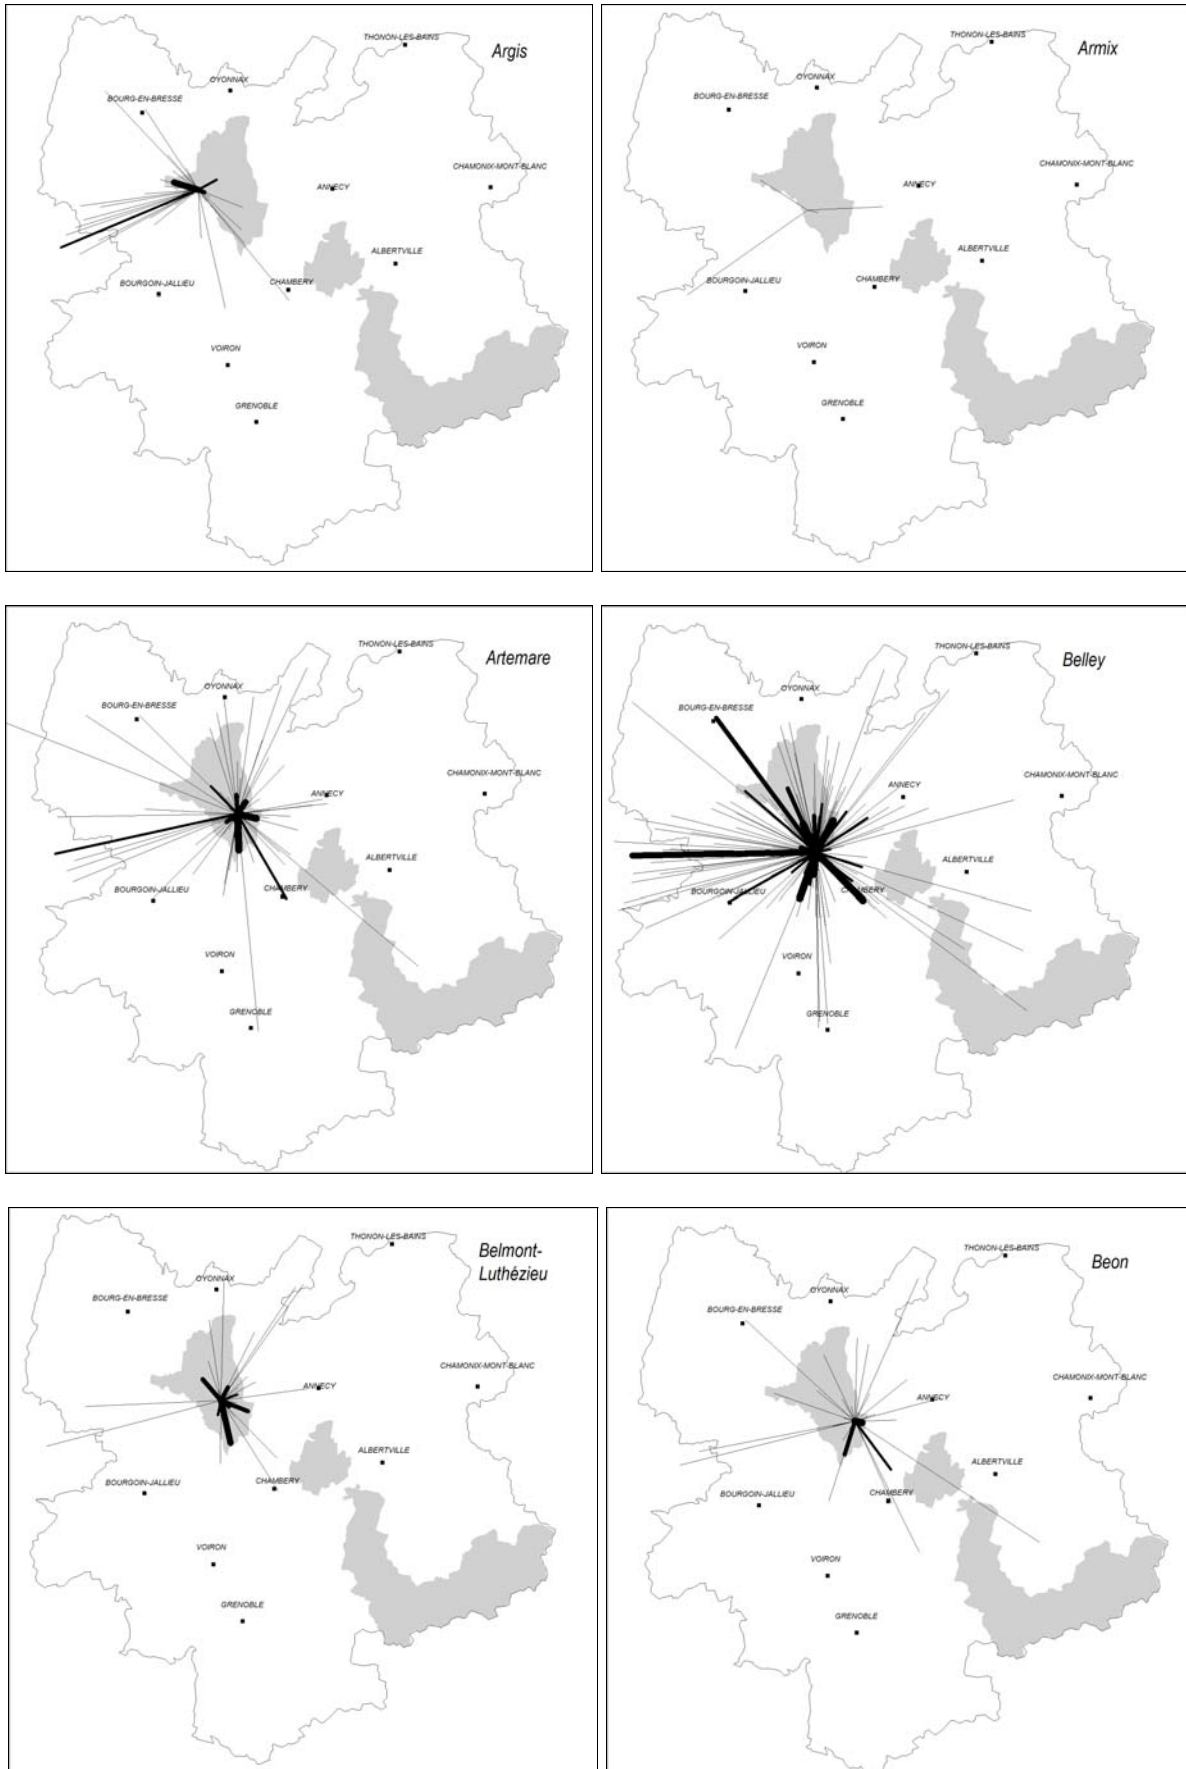 Argis
THONON-LES-BAINS
OYONNAX
BOURG-EN-BRESSE
CHAMONIX-MONT-BLANC
ANNECY
ALBERTVILLE
BOURGOIN-JALLIEU
CHAMBERY
VOIRON
GRENOBLE
Armix
THONON-LES-BAINS
OYONNAX
BOURG-EN-BRESSE
CHAMONIX-MONT-BLANC
ANNECY
ALBERTVILLE
BOURGOIN-JALLIEU
CHAMBERY
VOIRON
GRENOBLE
Artemare
THONON-LES-BAINS
OYONNAX
BOURG-EN-BRESSE
CHAMONIX-MONT-BLANC
ANNECY
ALBERTVILLE
BOURGOIN-JALLIEU
CHAMBERY
VOIRON
GRENOBLE
Belley
THONON-LES-BAINS
OYONNAX
BOURG-EN-BRESSE
CHAMONIX-MONT-BLANC
ANNECY
ALBERTVILLE
BOURGOIN-JALLIEU
CHAMBERY
VOIRON
GRENOBLE
Belmont-
Luthézieu
THONON-LES-BAINS
OYONNAX
BOURG-EN-BRESSE
CHAMONIX-MONT-BLANC
ANNECY
ALBERTVILLE
BOURGOIN-JALLIEU
CHAMBERY
VOIRON
GRENOBLE
Beon
THONON-LES-BAINS
OYONNAX
BOURG-EN-BRESSE
CHAMONIX-MONT-BLANC
ANNECY
ALBERTVILLE
BOURGOIN-JALLIEU
CHAMBERY
VOIRON
GRENOBLE